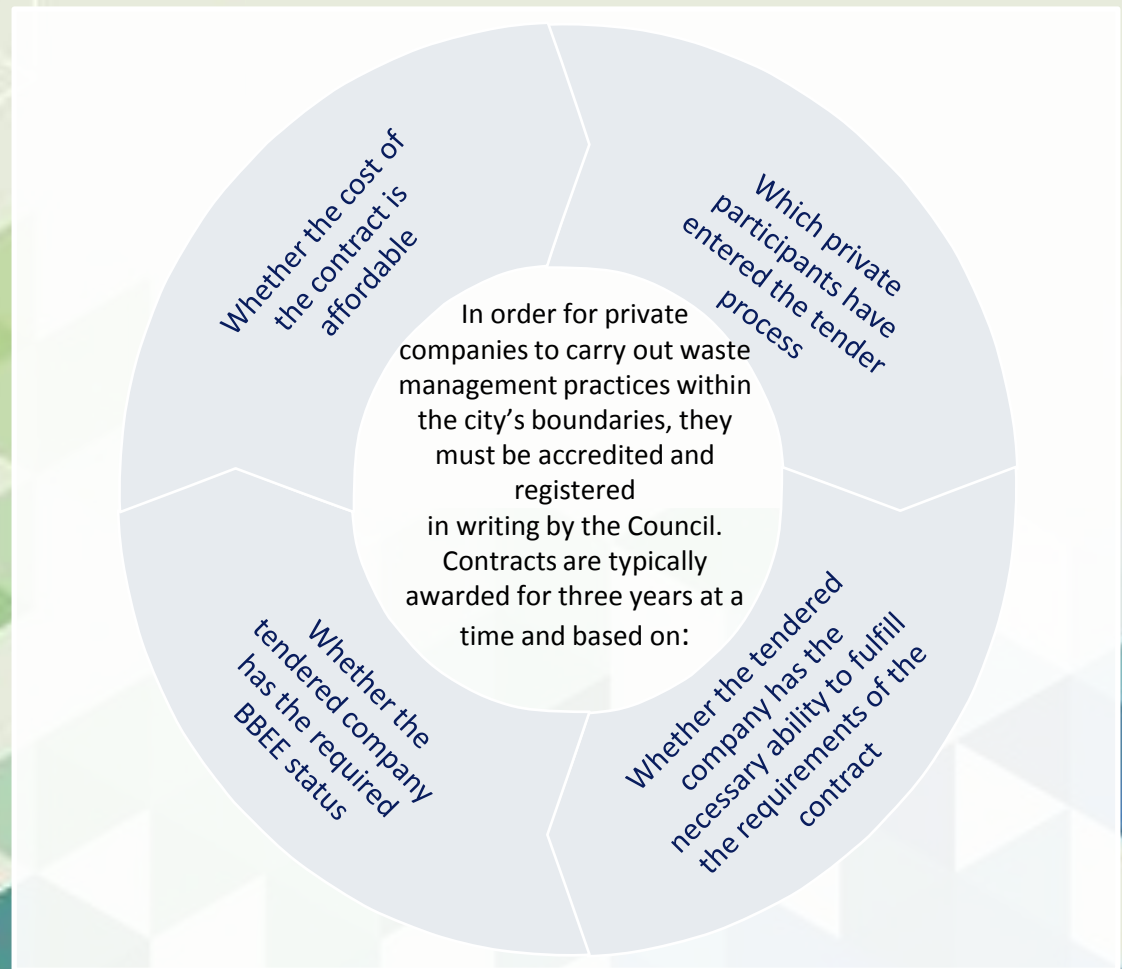 Whether the cost of
the contract is
affordable
Which private
participants have
entered the tender
process
In order for private
companies to carry out waste
management practices within
the city’s boundaries, they
must be accredited and
registered
in writing by the Council.
Contracts are typically
awarded for three years at a
time and based on:
Whether the
tendered company
has the required
BBEE status
Whether the tendered
company has the
necessary ability to fulfill
the requirements of the
contract